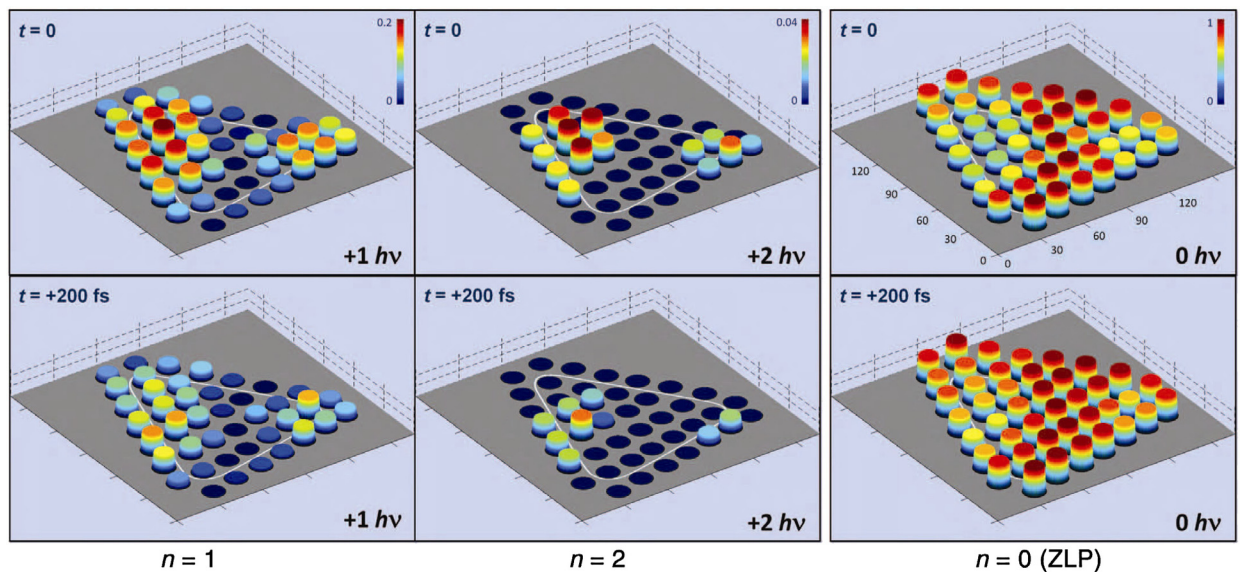 t = 0
0.2
0
+1 hν
t = 0
0.04
0
+2 hν
t = 0
1
0
120
90
60
30
0
0
30
60
90
120
0 hν
t = +200 fs
+1 hν
t = +200 fs
+2 hν
t = +200 fs
0 hν
n = 1
n = 2
n = 0 (ZLP)